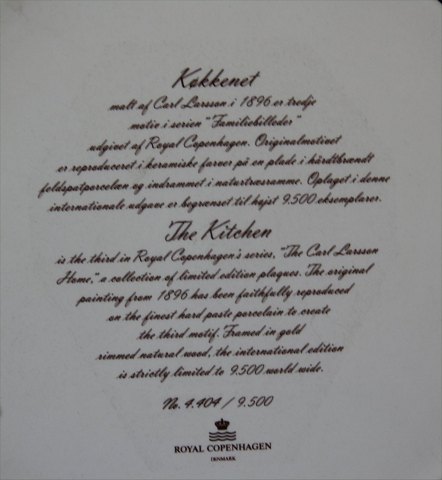 Køkkenet
malt af Carl Larsson i 1896 er tredje
motiv i serien "Familiebilleder"
udgivet af Royal Copenhagen. Originalmotivet
er reproduceret i keramiske farver på en plade i hårdtbrændt
feldspatporcelæn og indrammet i naturtræsramme. Oplaget i denne
internationale udgave er begrænset til højst 9.500 eksemplarer.
The Kitchen
is the third in Royal Copenhagen's series, "The Carl Larsson
Home," a collection of limited edition plaques. The original
painting from 1896 has been faithfully reproduced
on the finest hard paste porcelain to create
the third motif. Framed in gold
rimmed natural wood, the international edition
is strictly limited to 9.500 world wide.
No. 4.404 / 9.500
ROYAL COPENHAGEN
DENMARK